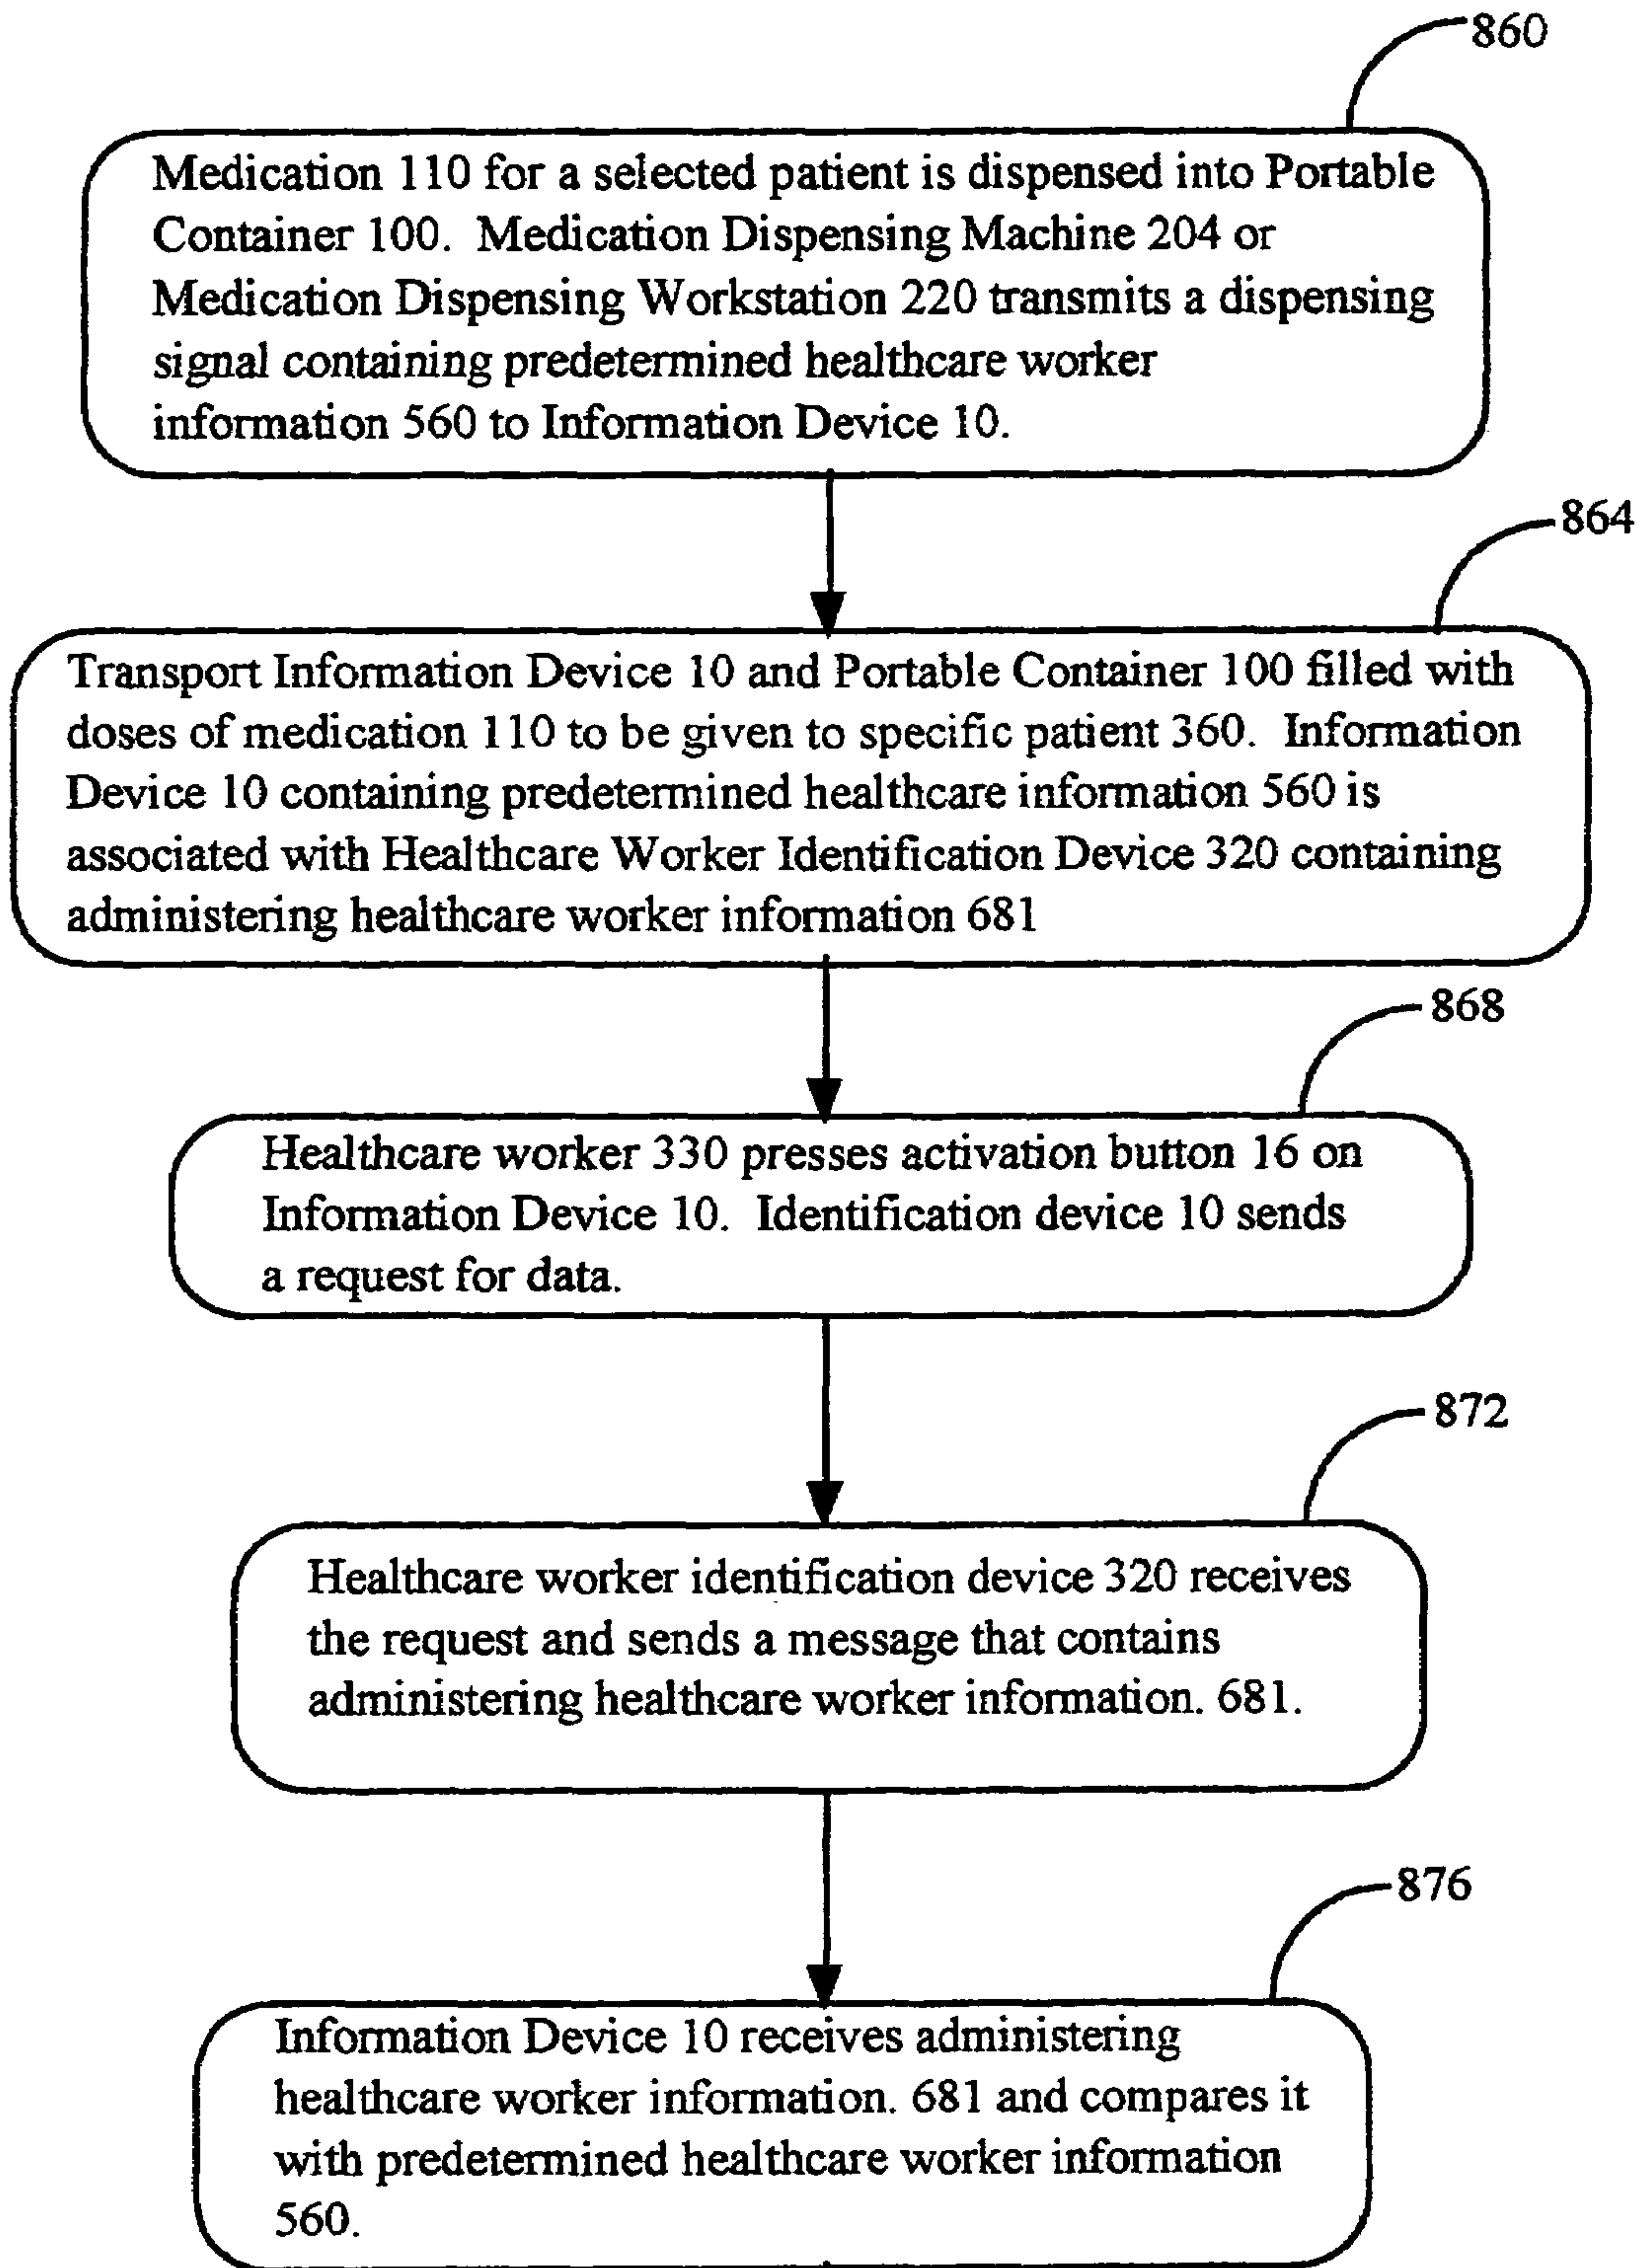 860
Medication 110 for a selected patient is dispensed into Portable
Container 100. Medication Dispensing Machine 204 or
Medication Dispensing Workstation 220 transmits a dispensing
signal containing predetermined healthcare worker
information 560 to Information Device 10.
864
Transport Information Device 10 and Portable Container 100 filled with
doses of medication 110 to be given to specific patient 360. Information
Device 10 containing predetermined healthcare information 560 is
associated with Healthcare Worker Identification Device 320 containing
administering healthcare worker information 681
868
Healthcare worker 330 presses activation button 16 on
Information Device 10. Identification device 10 sends
a request for data.
872
Healthcare worker identification device 320 receives
the request and sends a message that contains
administering healthcare worker information. 681.
876
Information Device 10 receives administering
healthcare worker information. 681 and compares it
with predetermined healthcare worker information
560.